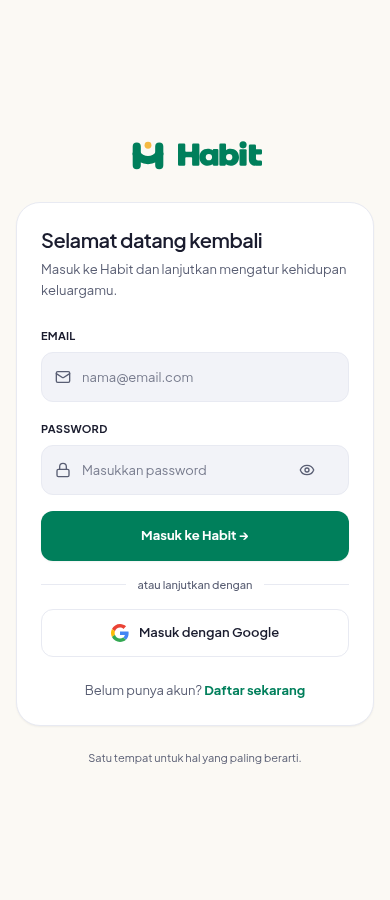 Habit
Selamat datang kembali
Masuk ke Habit dan lanjutkan mengatur kehidupan
keluargamu.
EMAIL
nama@email.com
PASSWORD
Masukkan password
Masuk ke Habit →
atau lanjutkan dengan
Masuk dengan Google
Belum punya akun? Daftar sekarang
Satu tempat untuk hal yang paling berarti.